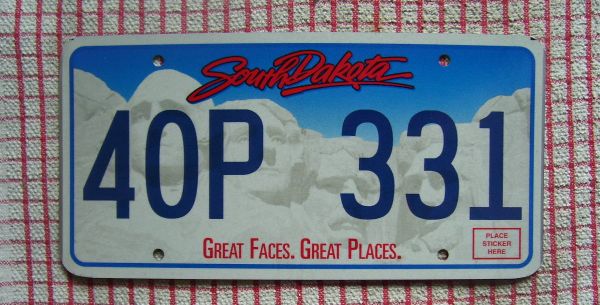 South Dakota
40P 331
GREAT FACES. GREAT PLACES.
PLACE
STICKER
HERE